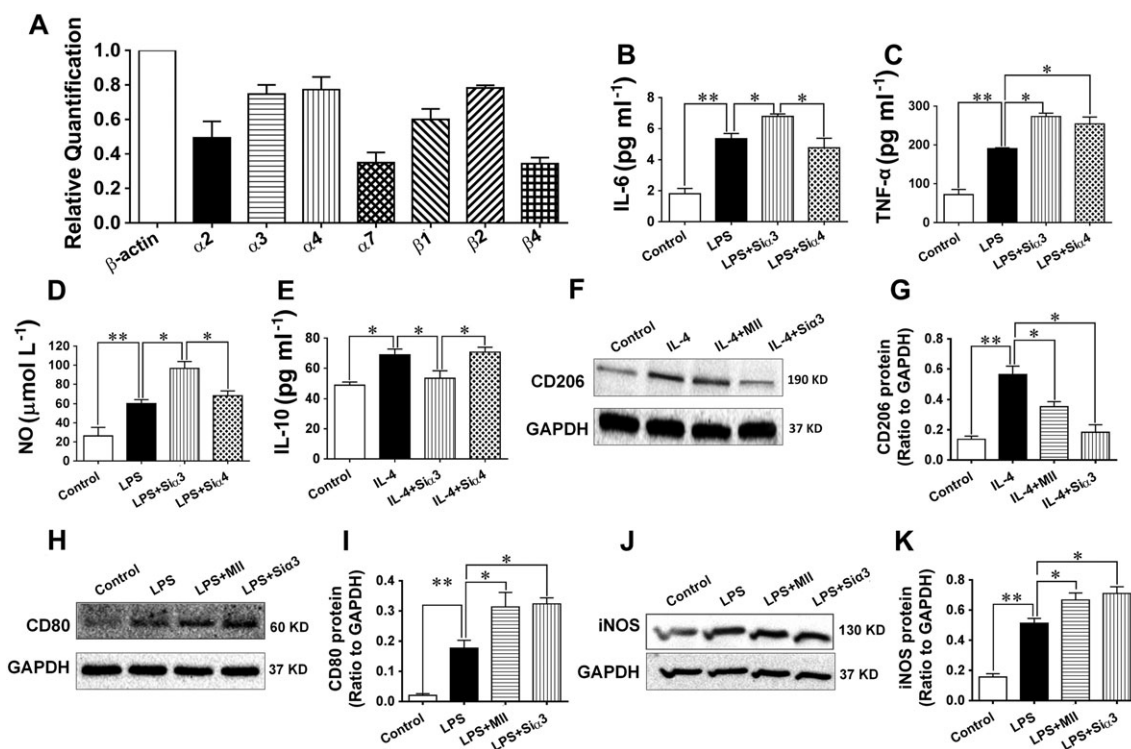 A
Relative Quantification
1.0
0.8
0.6
0.4
0.2
0.0
β-actin
α2
α3
α4
α7
β1
β2
β4
B
IL-6 (pg ml⁻¹)
8
6
4
2
0
**
*
*
Control
LPS
LPS+Siα3
LPS+Siα4
C
TNF-α (pg ml⁻¹)
400
300
200
100
0
**
*
*
Control
LPS
LPS+Siα3
LPS+Siα4
D
NO (μmol L⁻¹)
120
100
80
60
40
20
0
**
*
*
Control
LPS
LPS+Siα3
LPS+Siα4
E
IL-10 (pg ml⁻¹)
80
60
40
20
0
*
*
*
Control
IL-4
IL-4+Siα3
IL-4+Siα4
F
Control
IL-4
IL-4+MII
IL-4+Siα3
CD206
190 KD
GAPDH
37 KD
G
CD206 protein
(Ratio to GAPDH)
0.8
0.6
0.4
0.2
0.0
**
*
*
Control
IL-4
IL-4+MII
IL-4+Siα3
H
Control
LPS
LPS+MII
LPS+Siα3
CD80
60 KD
GAPDH
37 KD
I
CD80 protein
(Ratio to GAPDH)
0.4
0.3
0.2
0.1
0.0
**
*
*
Control
LPS
LPS+MII
LPS+Siα3
J
Control
LPS
LPS+MII
LPS+Siα3
iNOS
130 KD
GAPDH
37 KD
K
iNOS protein
(Ratio to GAPDH)
1.0
0.8
0.6
0.4
0.2
0.0
**
*
*
Control
LPS
LPS+MII
LPS+Siα3